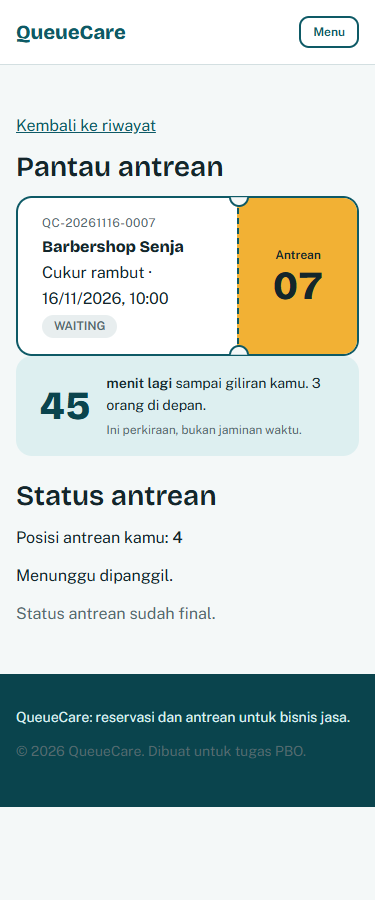 QueueCare
Menu
Kembali ke riwayat
Pantau antrean
QC-20261116-0007
Barbershop Senja
Cukur rambut ·
16/11/2026, 10:00
WAITING
Antrean
07
45
menit lagi sampai giliran kamu. 3
orang di depan.
Ini perkiraan, bukan jaminan waktu.
Status antrean
Posisi antrean kamu: 4
Menunggu dipanggil.
Status antrean sudah final.
QueueCare: reservasi dan antrean untuk bisnis jasa.
© 2026 QueueCare. Dibuat untuk tugas PBO.